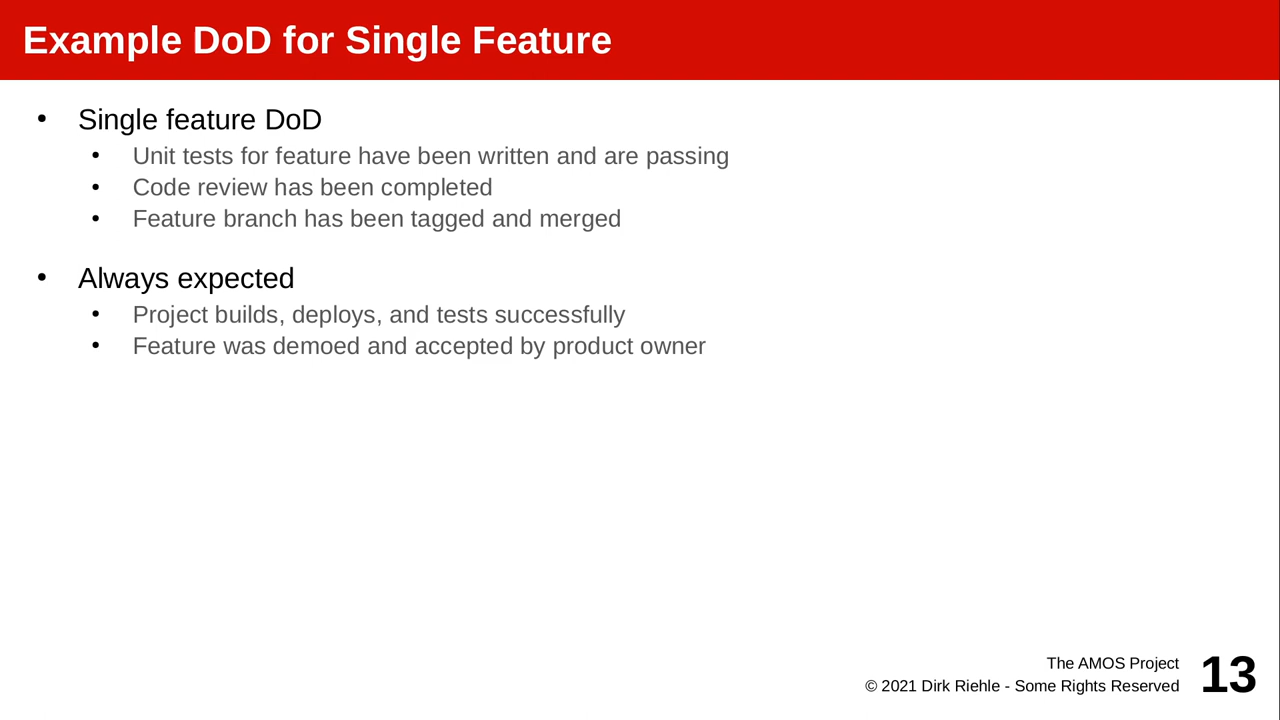 Example DoD for Single Feature
• Single feature DoD
• Unit tests for feature have been written and are passing
• Code review has been completed
• Feature branch has been tagged and merged
• Always expected
• Project builds, deploys, and tests successfully
• Feature was demoed and accepted by product owner
The AMOS Project
© 2021 Dirk Riehle - Some Rights Reserved
13